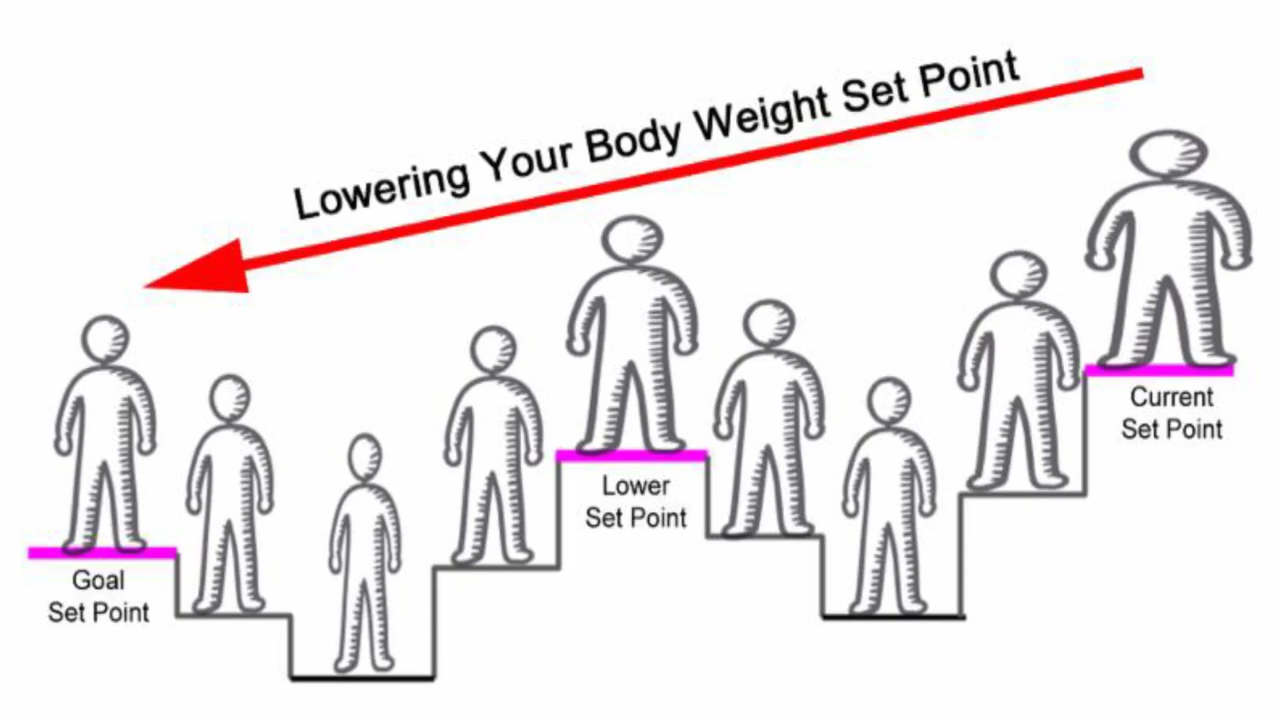 Lowering Your Body Weight Set Point
Current
Set Point
Lower
Set Point
Goal
Set Point